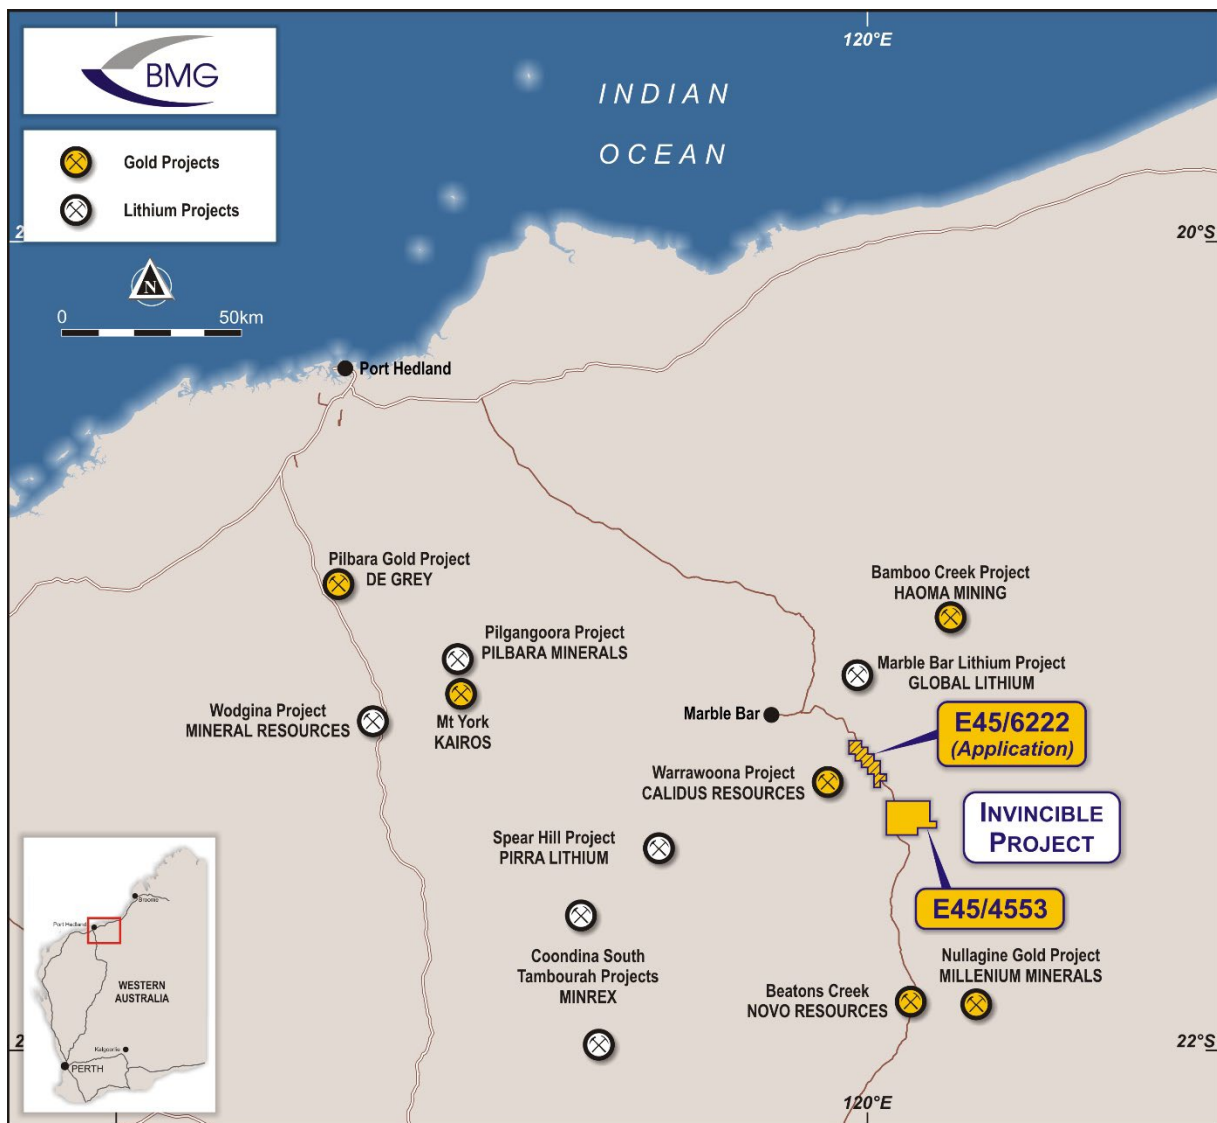 BMG
Gold Projects
Lithium Projects
120°E
INDIAN
OCEAN
2
20°S
N
0
50km
Port Hedland
Pilbara Gold Project
DE GREY
Bamboo Creek Project
HAOMA MINING
Pilgangoora Project
PILBARA MINERALS
Marble Bar Lithium Project
GLOBAL LITHIUM
Wodgina Project
MINERAL RESOURCES
Mt York
KAIROS
Marble Bar
E45/6222
(Application)
Warrawoona Project
CALIDUS RESOURCES
INVINCIBLE
PROJECT
Spear Hill Project
PIRRA LITHIUM
E45/4553
Coondina South
Tambourah Projects
MINREX
Nullagine Gold Project
MILLENIUM MINERALS
Beatons Creek
NOVO RESOURCES
Broome
Port Hedland
WESTERN
AUSTRALIA
Kalgoorlie
PERTH
2
22°S
120°E